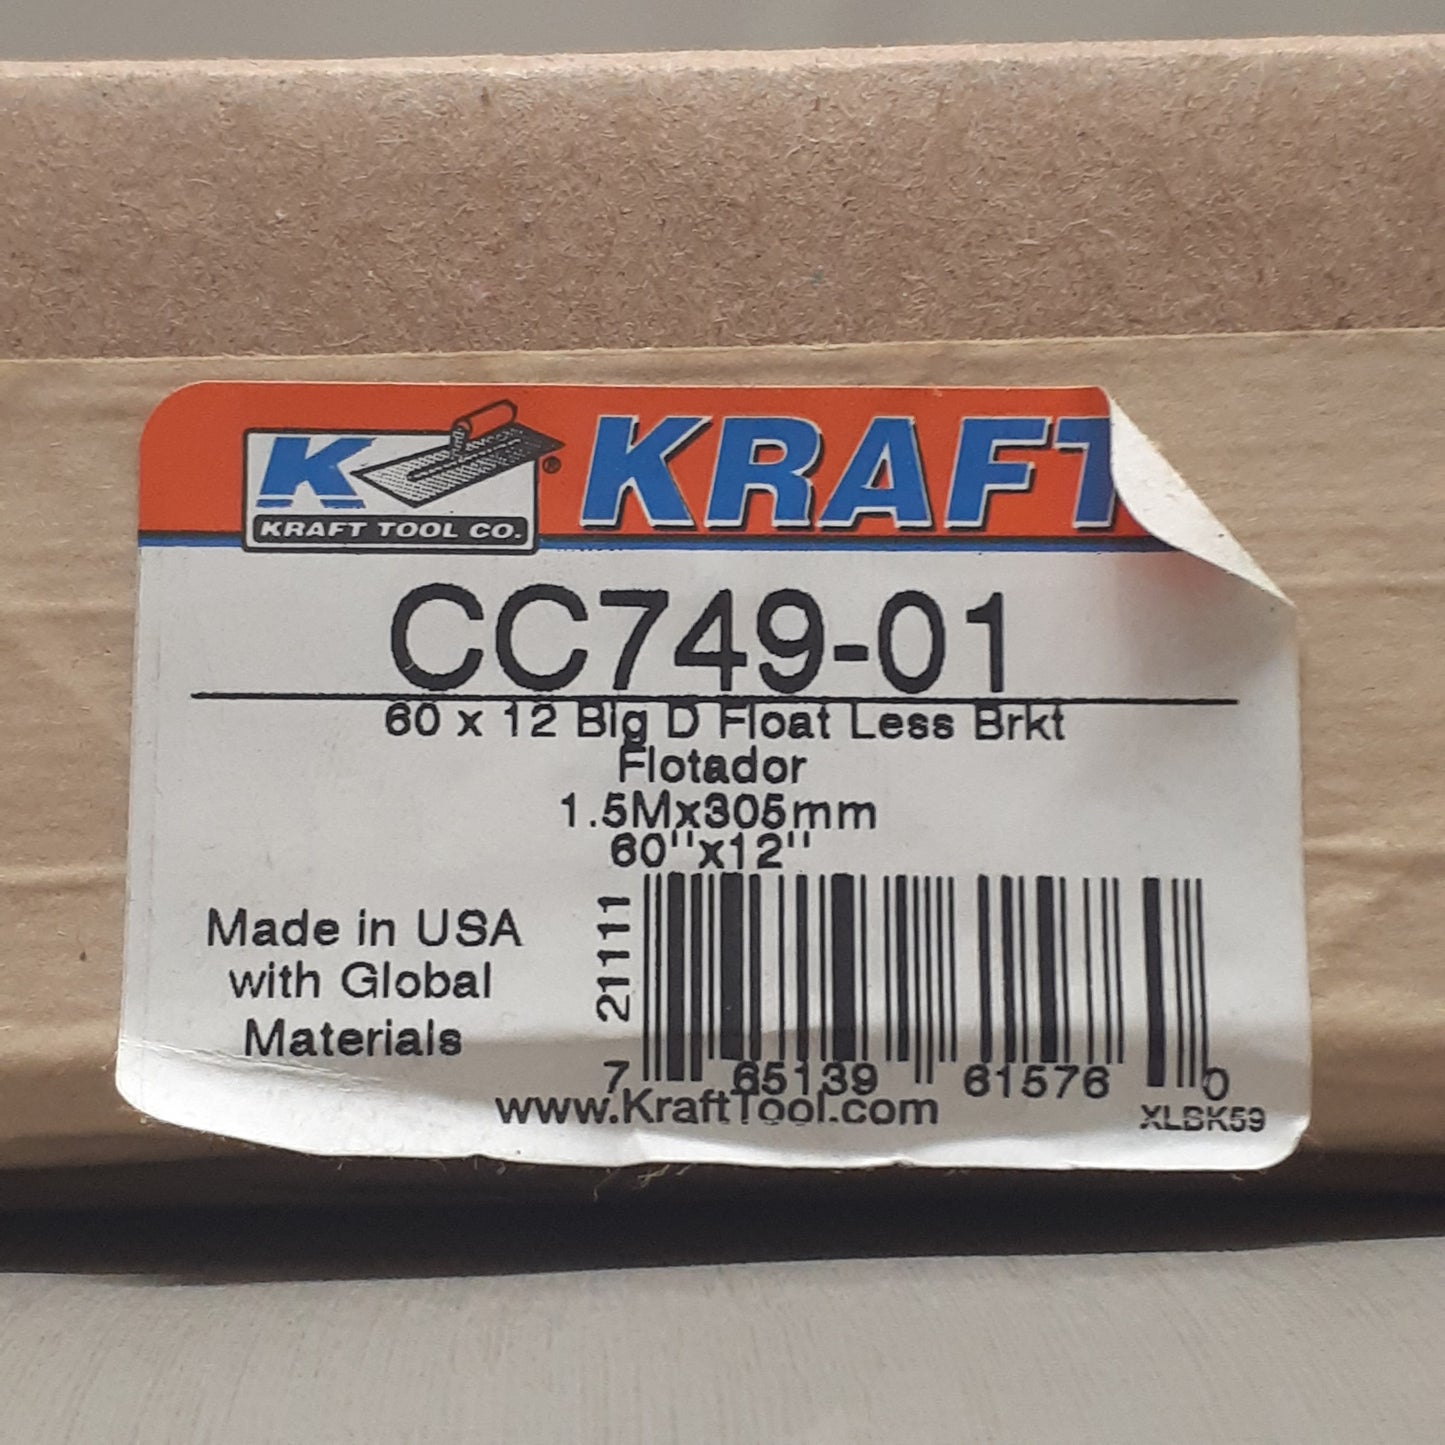 K
®
KRAFT TOOL CO.
KRAFT
CC749-01
60 x 12 Big D Float Less Brkt
Flotador
1.5Mx305mm
60"x12"
Made in USA
with Global
Materials
21111
7 65139 61576 0
www.KraftTool.com
XLBK59